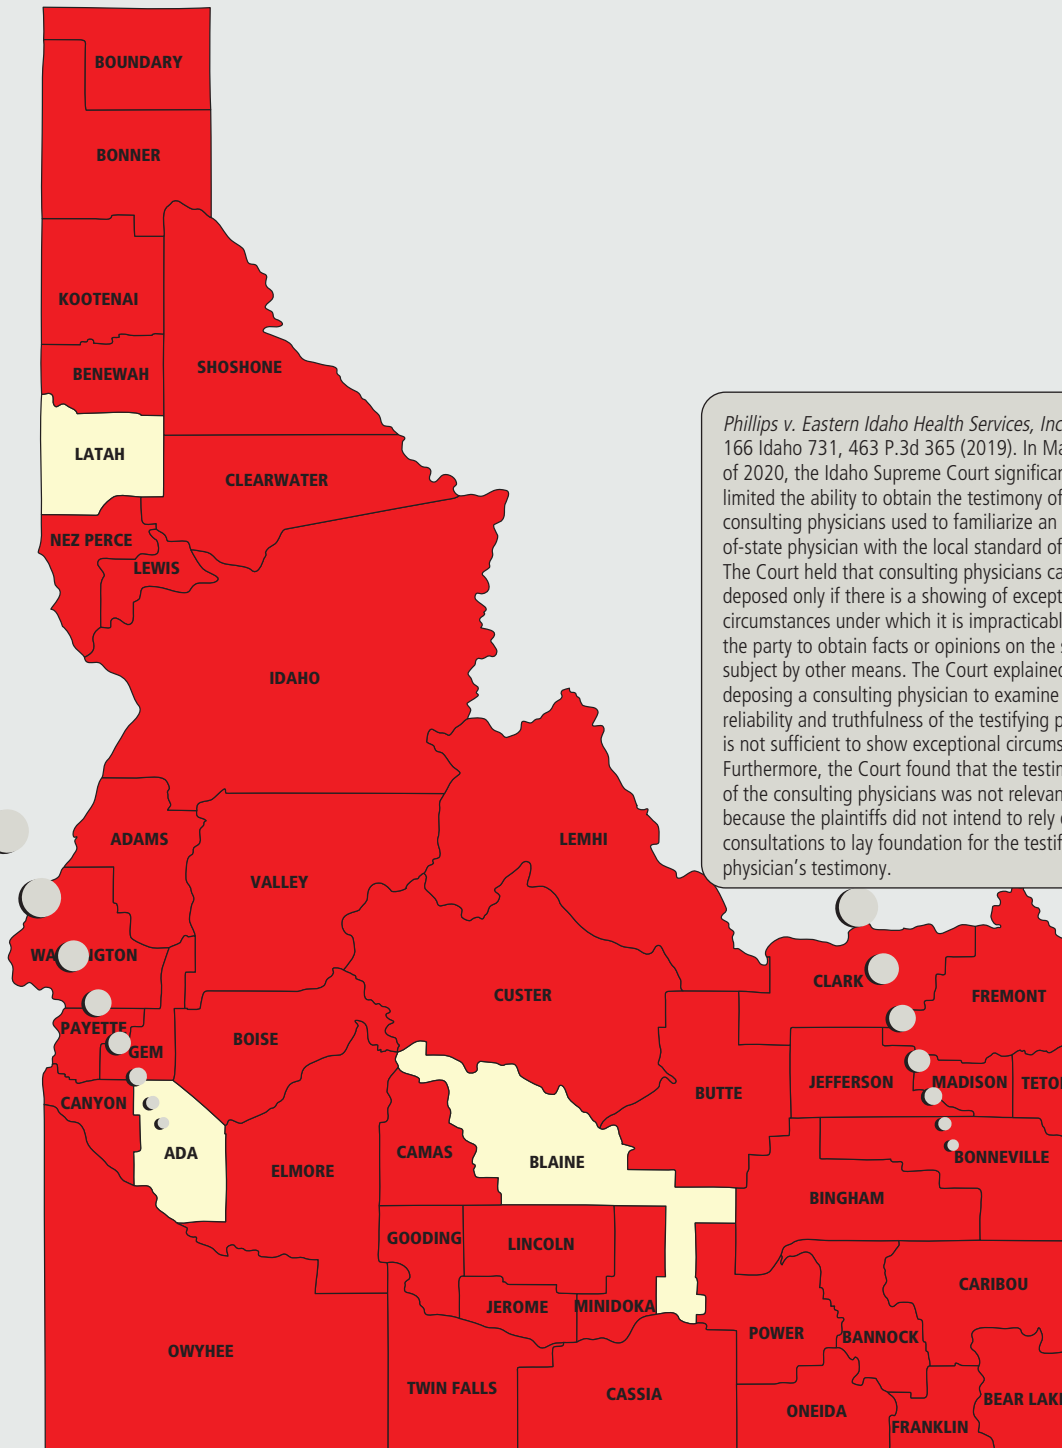 BOUNDARY
BONNER
KOOTENAI
BENEWAH
SHOSHONE
LATAH
CLEARWATER
NEZ PERCE
LEWIS
IDAHO
Phillips v. Eastern Idaho Health Services, Inc
166 Idaho 731, 463 P.3d 365 (2019). In Ma
of 2020, the Idaho Supreme Court significan
limited the ability to obtain the testimony of
consulting physicians used to familiarize an
of-state physician with the local standard of
The Court held that consulting physicians ca
deposed only if there is a showing of except
circumstances under which it is impracticabl
the party to obtain facts or opinions on the s
subject by other means. The Court explained
deposing a consulting physician to examine
reliability and truthfulness of the testifying p
is not sufficient to show exceptional circums
Furthermore, the Court found that the testim
of the consulting physicians was not relevan
because the plaintiffs did not intend to rely o
consultations to lay foundation for the testif
physician's testimony.
ADAMS
LEMHI
VALLEY
WA NGTON
CLARK
CUSTER
FREMONT
PAYETTE
BOISE
GEM
JEFFERSON
MADISON
TETO
BUTTE
CANYON
ADA
CAMAS
BLAINE
BONNEVILLE
ELMORE
BINGHAM
GOODING
LINCOLN
CARIBOU
JEROME
MINIDOKA
POWER
BANNOCK
OWYHEE
TWIN FALLS
CASSIA
BEAR LAK
ONEIDA
FRANKLIN